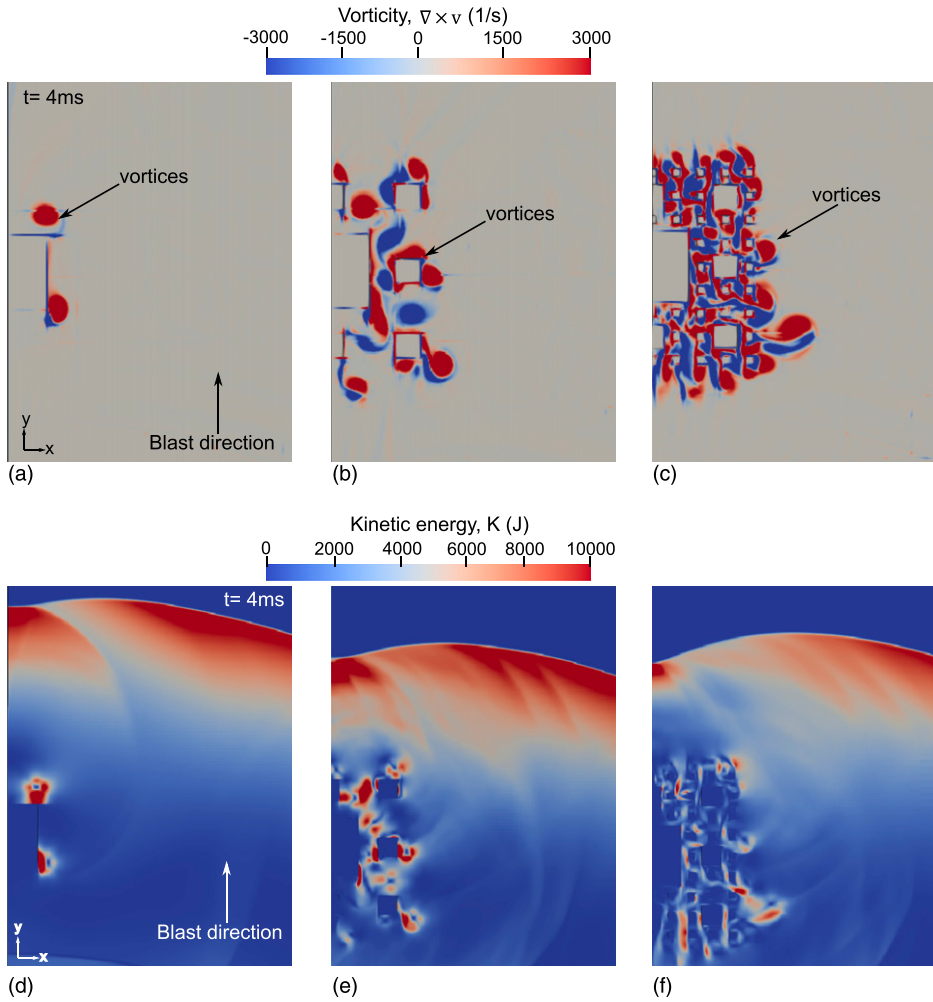 Vorticity, ∇ × v (1/s)
-3000 -1500 0 1500 3000
t= 4ms
vortices
vortices
vortices
y
x
Blast direction
(a) (b) (c)
Kinetic energy, K (J)
0 2000 4000 6000 8000 10000
t= 4ms
y
x
Blast direction
(d) (e) (f)